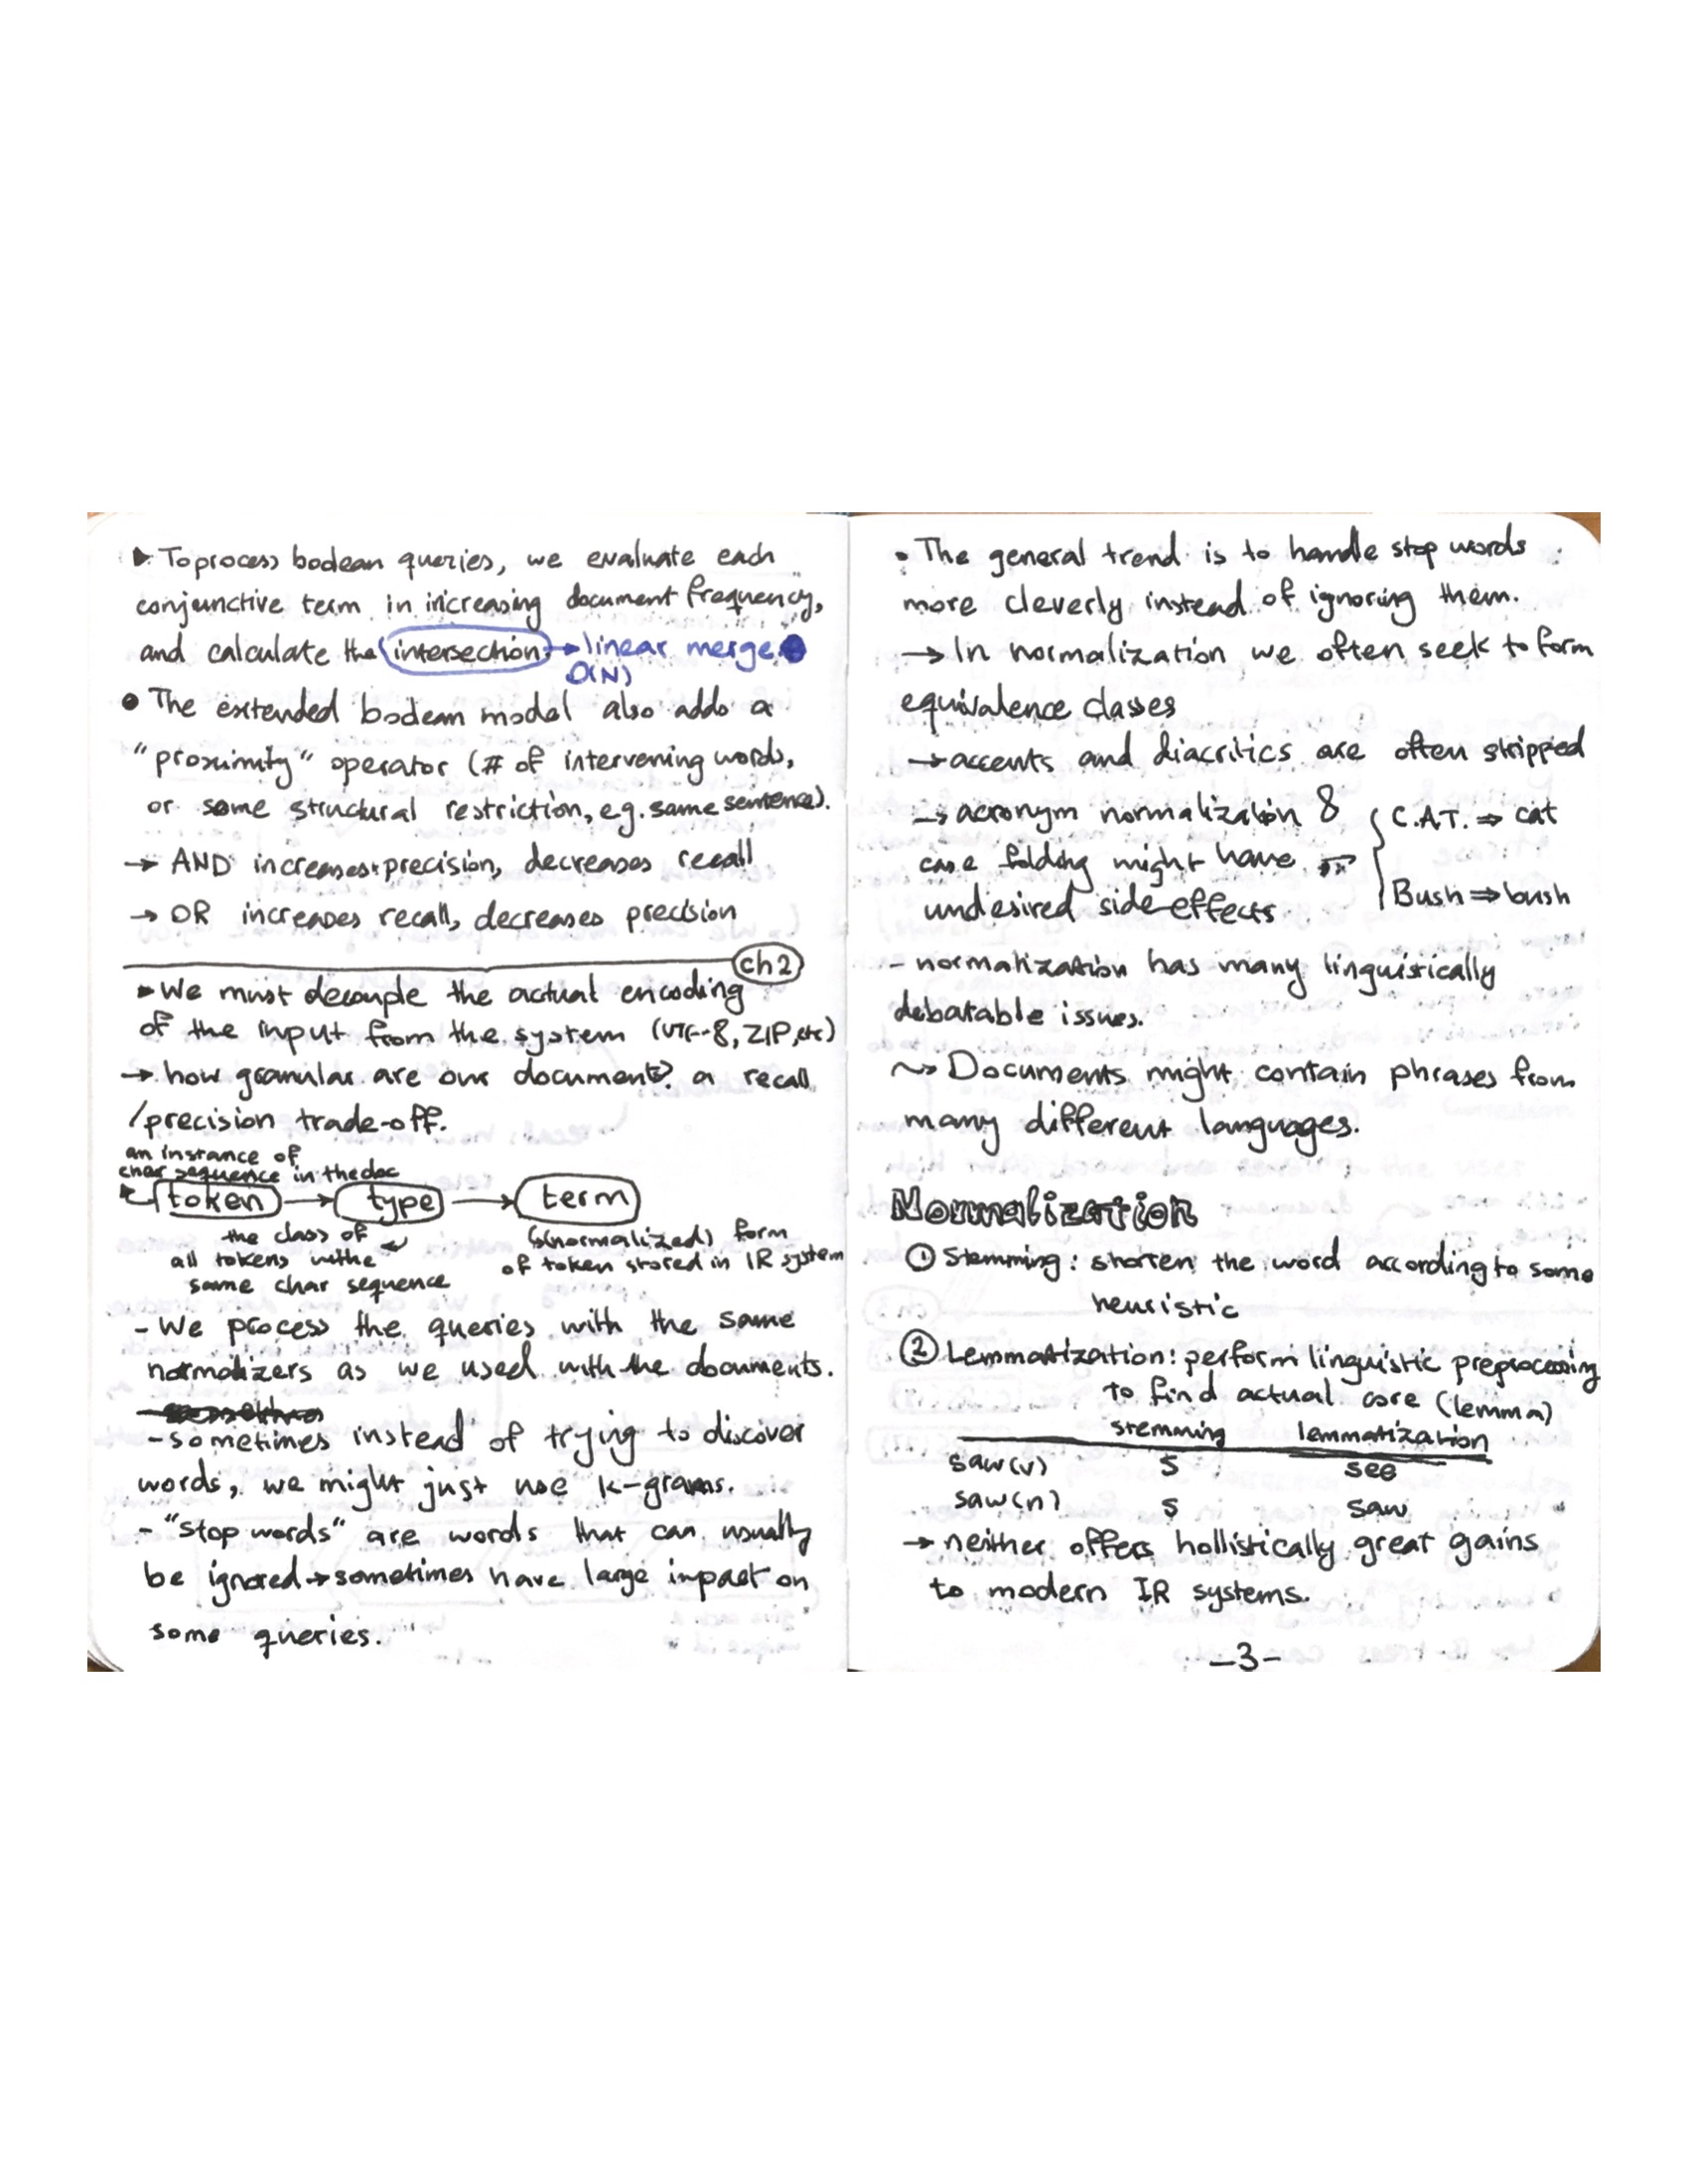 ▸ To process boolean queries, we evaluate each
conjunctive term in increasing document frequency,
and calculate the intersection → linear merge
O(N)
• The extended boolean model also adds a
"proximity" operator (# of intervening words,
or some structural restriction, e.g. same sentence).
→ AND increases precision, decreases recall
→ OR increases recall, decreases precision
ch2
▸ We must decouple the actual encoding
of the input from the system (UTF-8, ZIP, etc)
→ how granular are our documents? a recall
/precision trade-off.
an instance of
char sequence in the doc
token → type → term
the class of
all tokens w the
same char sequence
(normalized) form
of token stored in IR system
- We process the queries with the same
normalizers as we used with the documents.
- sometimes instead of trying to discover
words, we might just use k-grams.
- "stop words" are words that can usually
be ignored → sometimes have large impact on
some queries.
• The general trend is to handle stop words
more cleverly instead of ignoring them.
→ In normalization we often seek to form
equivalence classes
→ accents and diacritics are often stripped
→ acronym normalization &
case folding might have
undesired side-effects
C.A.T. ⇒ cat
Bush ⇒ bush
- normalization has many linguistically
debatable issues.
~> Documents might contain phrases from
many different languages.
Normalization
① Stemming: shorten the word according to some
heuristic
② Lemmatization: perform linguistic preprocessing
to find actual core (lemma)
stemming lemmatization
saw(v) s see
saw(n) s saw
→ neither offers hollistically great gains
to modern IR systems.
-3-